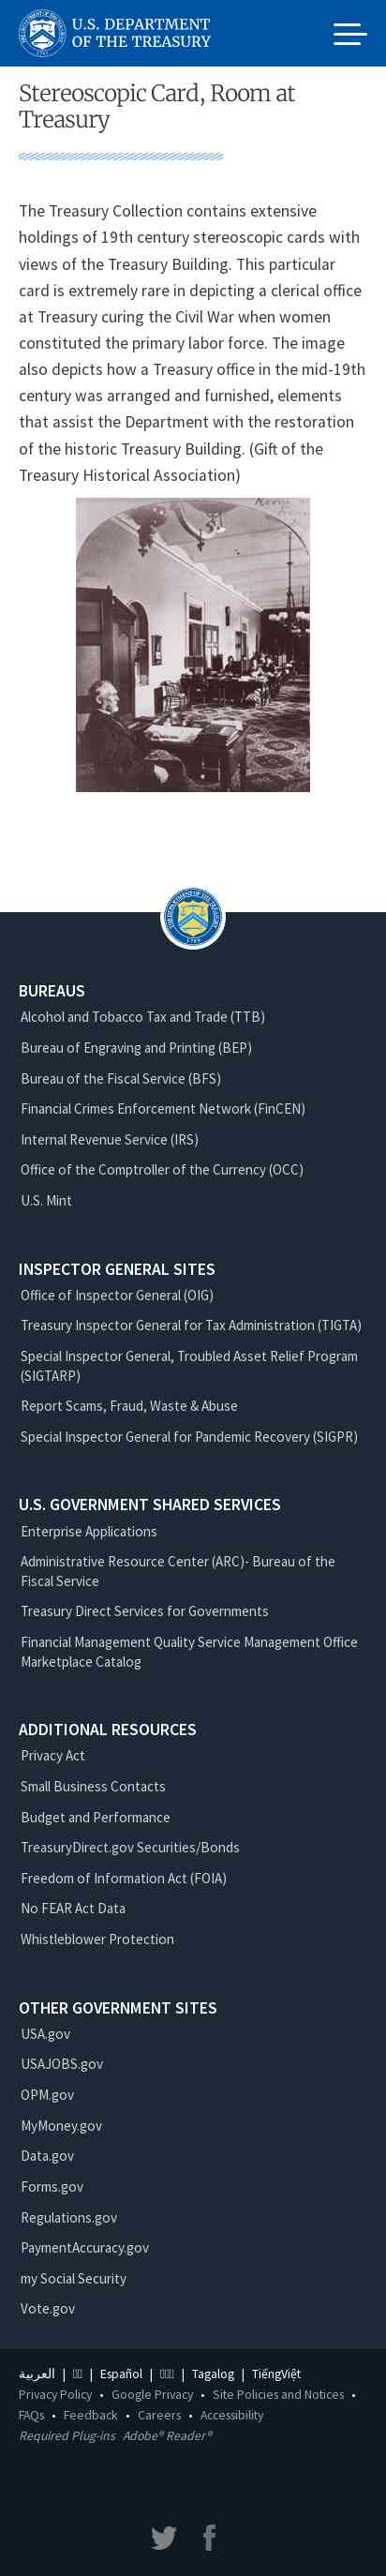 U.S. DEPARTMENT
OF THE TREASURY
Stereoscopic Card, Room at
Treasury
The Treasury Collection contains extensive
holdings of 19th century stereoscopic cards with
views of the Treasury Building. This particular
card is extremely rare in depicting a clerical office
at Treasury curing the Civil War when women
constituted the primary labor force. The image
also depicts how a Treasury office in the mid-19th
century was arranged and furnished, elements
that assist the Department with the restoration
of the historic Treasury Building. (Gift of the
Treasury Historical Association)
BUREAUS
Alcohol and Tobacco Tax and Trade (TTB)
Bureau of Engraving and Printing (BEP)
Bureau of the Fiscal Service (BFS)
Financial Crimes Enforcement Network (FinCEN)
Internal Revenue Service (IRS)
Office of the Comptroller of the Currency (OCC)
U.S. Mint
INSPECTOR GENERAL SITES
Office of Inspector General (OIG)
Treasury Inspector General for Tax Administration (TIGTA)
Special Inspector General, Troubled Asset Relief Program
(SIGTARP)
Report Scams, Fraud, Waste & Abuse
Special Inspector General for Pandemic Recovery (SIGPR)
U.S. GOVERNMENT SHARED SERVICES
Enterprise Applications
Administrative Resource Center (ARC)- Bureau of the
Fiscal Service
Treasury Direct Services for Governments
Financial Management Quality Service Management Office
Marketplace Catalog
ADDITIONAL RESOURCES
Privacy Act
Small Business Contacts
Budget and Performance
TreasuryDirect.gov Securities/Bonds
Freedom of Information Act (FOIA)
No FEAR Act Data
Whistleblower Protection
OTHER GOVERNMENT SITES
USA.gov
USAJOBS.gov
OPM.gov
MyMoney.gov
Data.gov
Forms.gov
Regulations.gov
PaymentAccuracy.gov
my Social Security
Vote.gov
العربية | | Español | | Tagalog | TiếngViệt
Privacy Policy • Google Privacy • Site Policies and Notices •
FAQs • Feedback • Careers • Accessibility
Required Plug-ins Adobe® Reader®